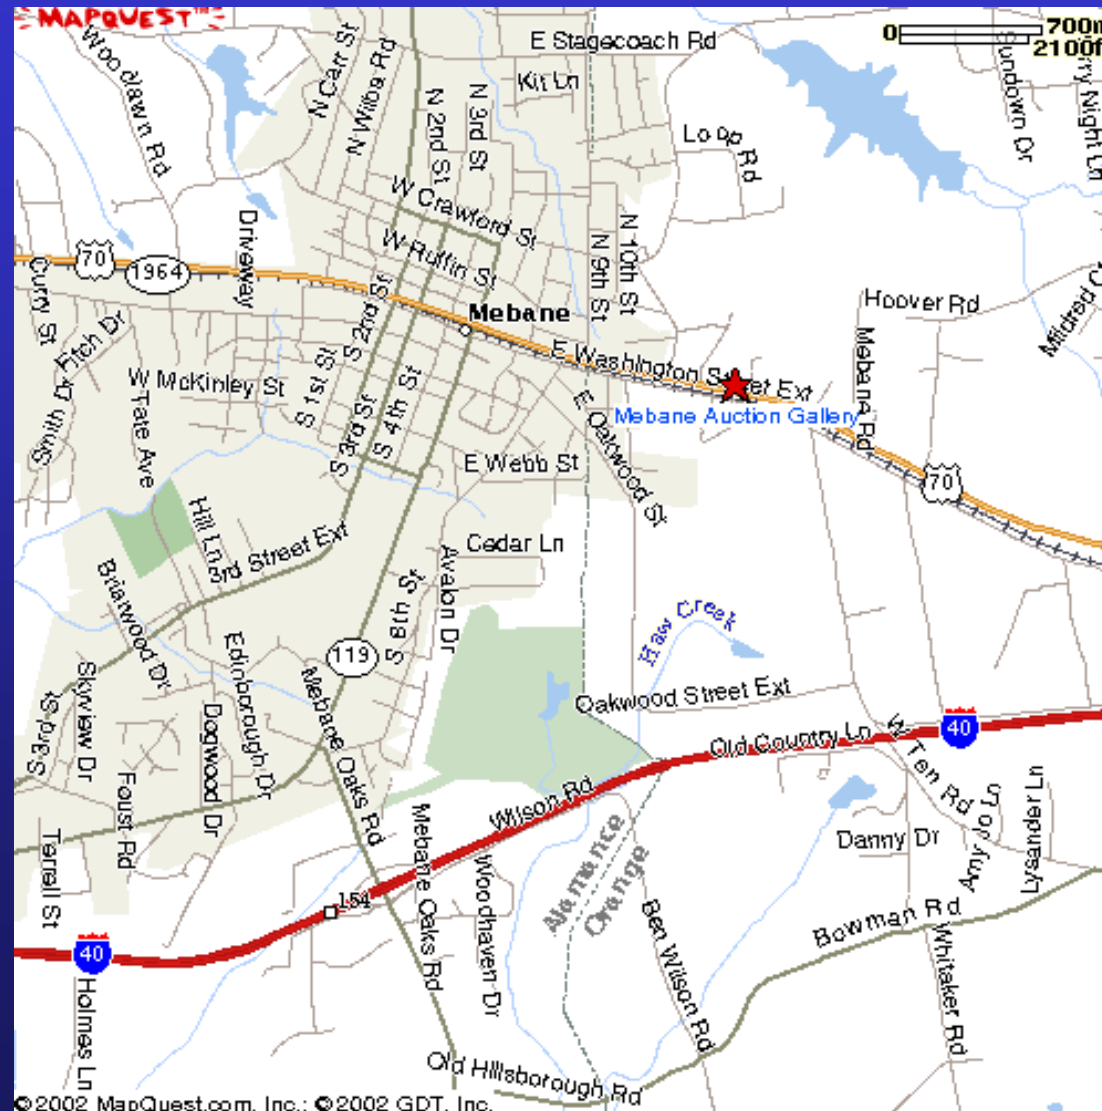 MAPQUEST™
0 700m
2100f
E Stagecoach Rd
Kit Ln
Woodlawn Rd
N Carr St
N Wilba Rd
N 2nd St
N 3rd St
Loop Rd
Sundown Dr
rry Night Ln
W Crawford St
W Ruffin St
Driveway
N 9th St
N 10th St
70
1964
Curry St
Fitch Dr
Smith Dr
Mebane
Hoover Rd
Mebane Rd
Mildred C
S 2nd St
S 1st St
S 3rd St
S 4th St
W McKinley St
Tate Ave
E Washington Street Ext
Mebane Auction Gallery
E Oakwood St
E Webb St
70
Hill Ln
3rd Street Ext
Cedar Ln
Avalon Dr
S 8th St
Briarwood Dr
Edinborough Dr
119
Haw Creek
Oakwood Street Ext
Skyview Dr
S 3rd St
Dogwood Dr
Foust Rd
Terrell St
Mebane Oaks Rd
Old Country Ln
40
W Ten Rd
Wilson Rd
Mebane Oaks Rd
Woodhaven Dr
Alamance
Orange
Danny Dr
Amy Jo S
Lysander Ln
154
40
Holmes Ln
Ben Wilson Rd
Bowman Rd
Whitaker Rd
Old Hillsborough Rd
©2002 MapQuest.com, Inc.; ©2002 GDT, Inc.